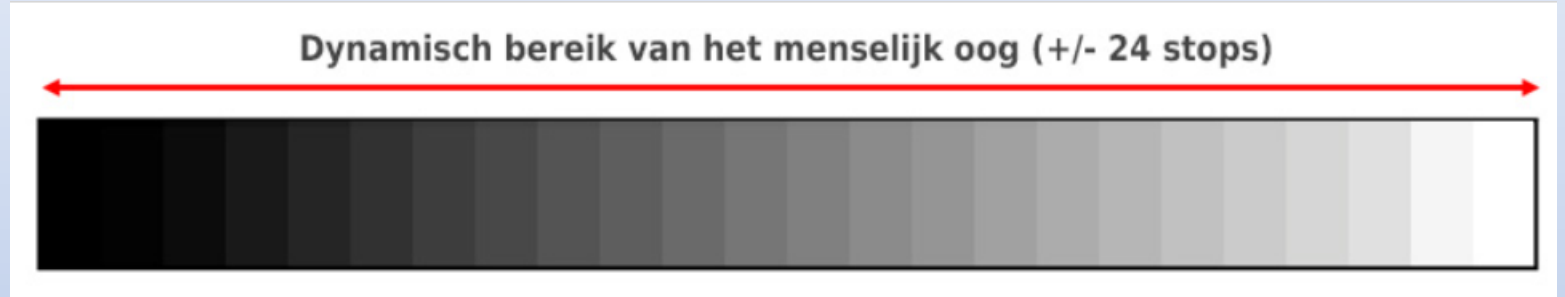 Dynamisch bereik van het menselijk oog (+/- 24 stops)